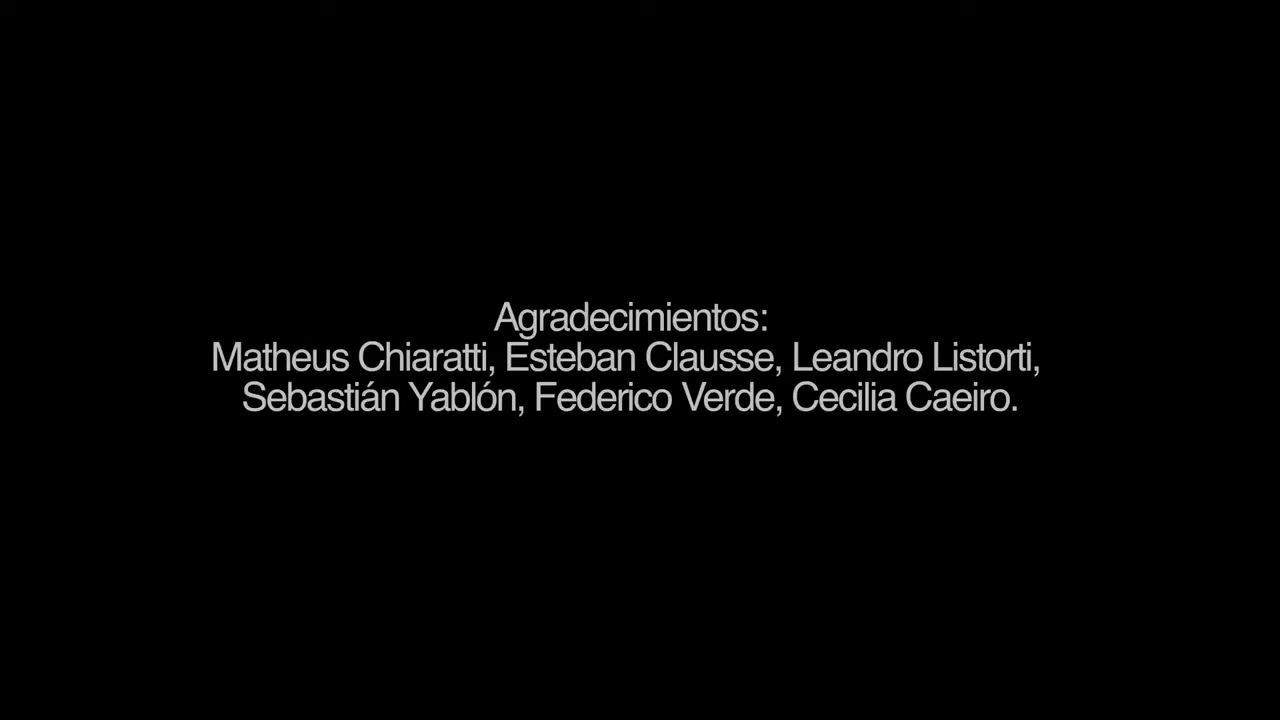 Agradecimientos:
Matheus Chiaratti, Esteban Clausse, Leandro Listorti,
Sebastián Yablón, Federico Verde, Cecilia Caeiro.